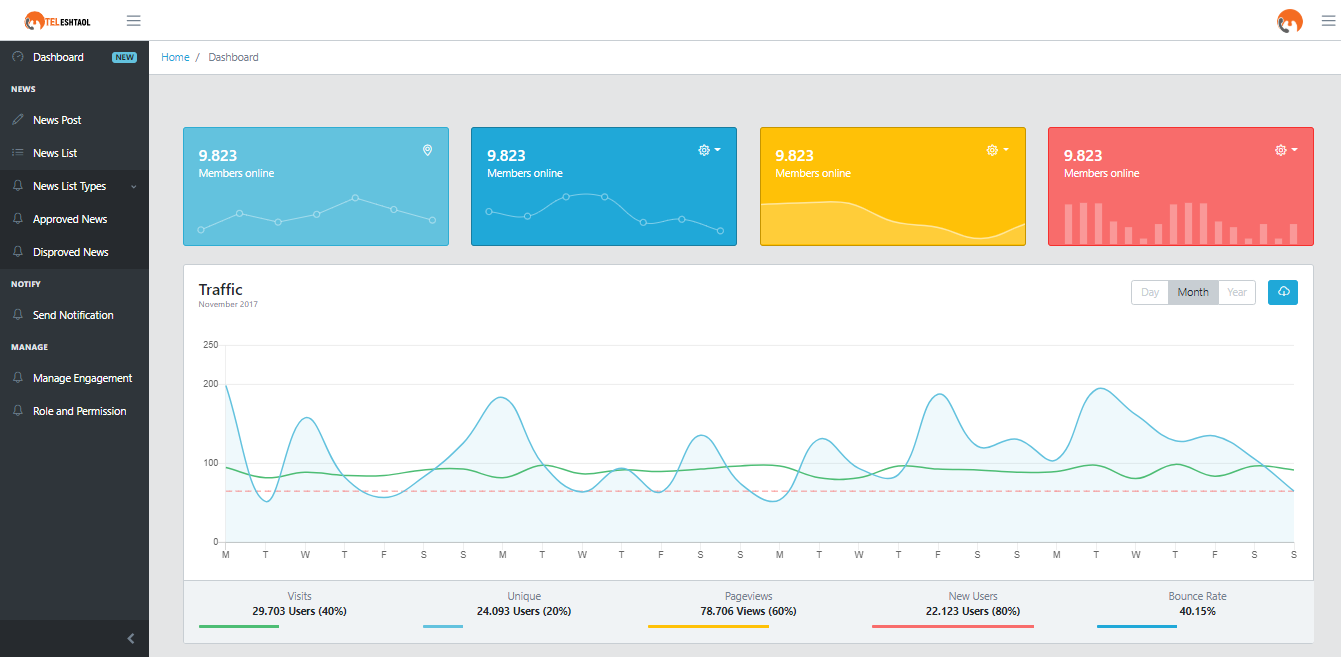 TELESHTAOL
Dashboard NEW
Home / Dashboard
NEWS
News Post
News List
News List Types
Approved News
Disproved News
NOTIFY
Send Notification
MANAGE
Manage Engagement
Role and Permission
9.823
Members online
9.823
Members online
9.823
Members online
9.823
Members online
Traffic
November 2017
Day Month Year
250
200
100
0
M T W T F S S M T W T F S S M T W T F S S M T W T F S S
Visits
29.703 Users (40%)
Unique
24.093 Users (20%)
Pageviews
78.706 Views (60%)
New Users
22.123 Users (80%)
Bounce Rate
40.15%